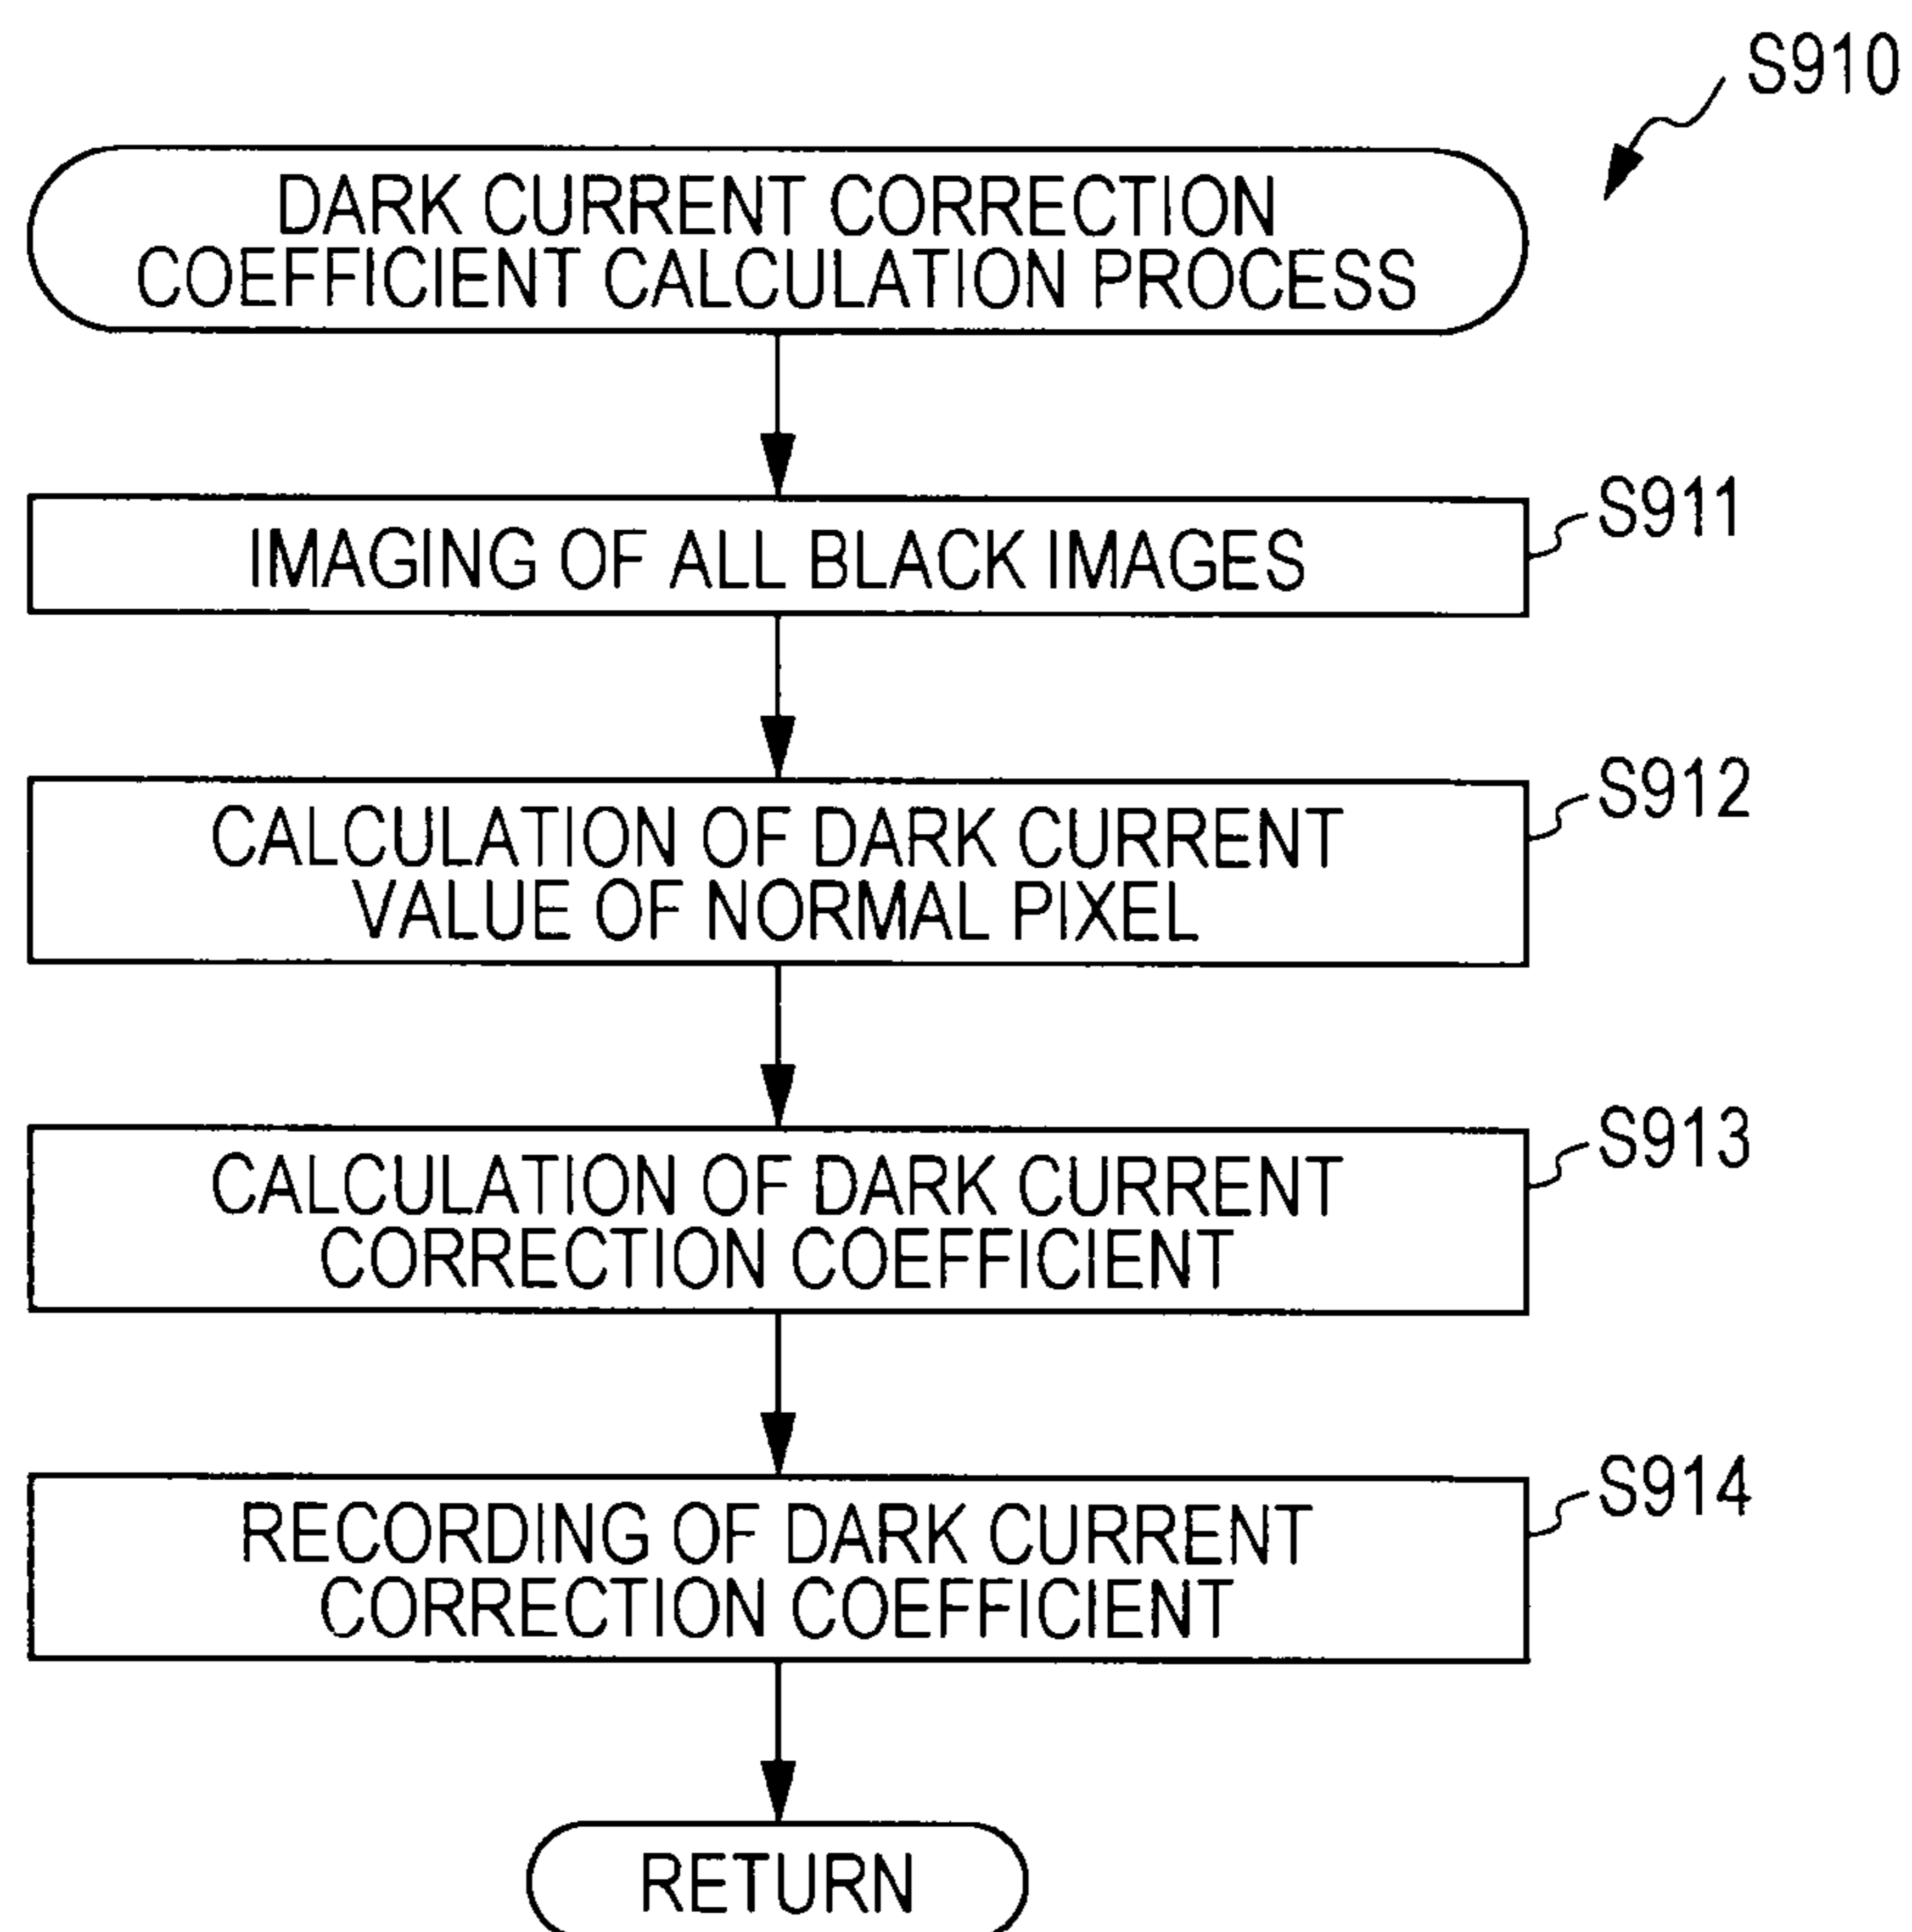 S910
DARK CURRENT CORRECTION
COEFFICIENT CALCULATION PROCESS
IMAGING OF ALL BLACK IMAGES
S911
CALCULATION OF DARK CURRENT
VALUE OF NORMAL PIXEL
S912
CALCULATION OF DARK CURRENT
CORRECTION COEFFICIENT
S913
RECORDING OF DARK CURRENT
CORRECTION COEFFICIENT
S914
RETURN